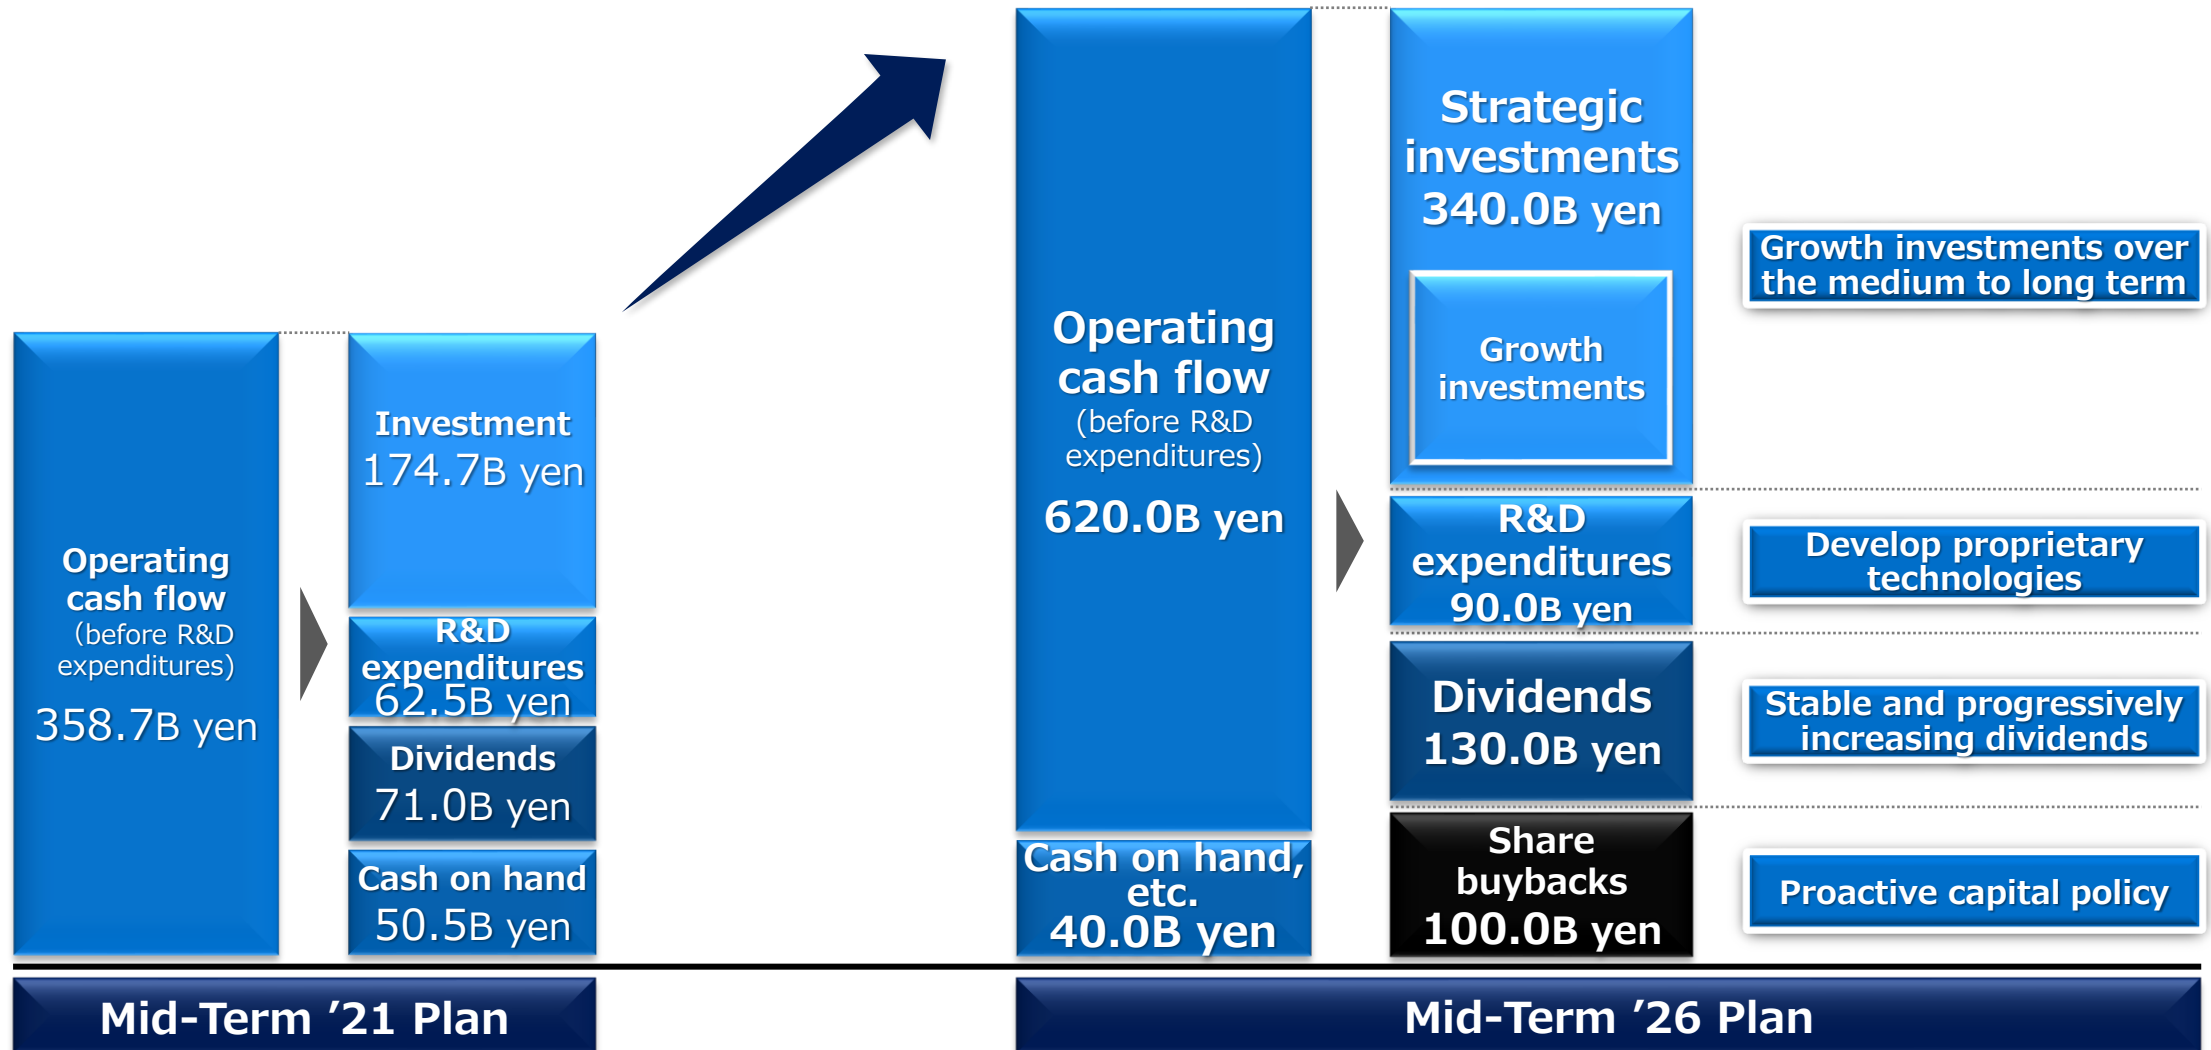 Operating
cash flow
(before R&D
expenditures)
358.7B yen
Investment
174.7B yen
R&D
expenditures
62.5B yen
Dividends
71.0B yen
Cash on hand
50.5B yen
Mid-Term ’21 Plan
Operating
cash flow
(before R&D
expenditures)
620.0B yen
Cash on hand,
etc.
40.0B yen
Strategic
investments
340.0B yen
Growth
investments
R&D
expenditures
90.0B yen
Dividends
130.0B yen
Share
buybacks
100.0B yen
Growth investments over
the medium to long term
Develop proprietary
technologies
Stable and progressively
increasing dividends
Proactive capital policy
Mid-Term ’26 Plan